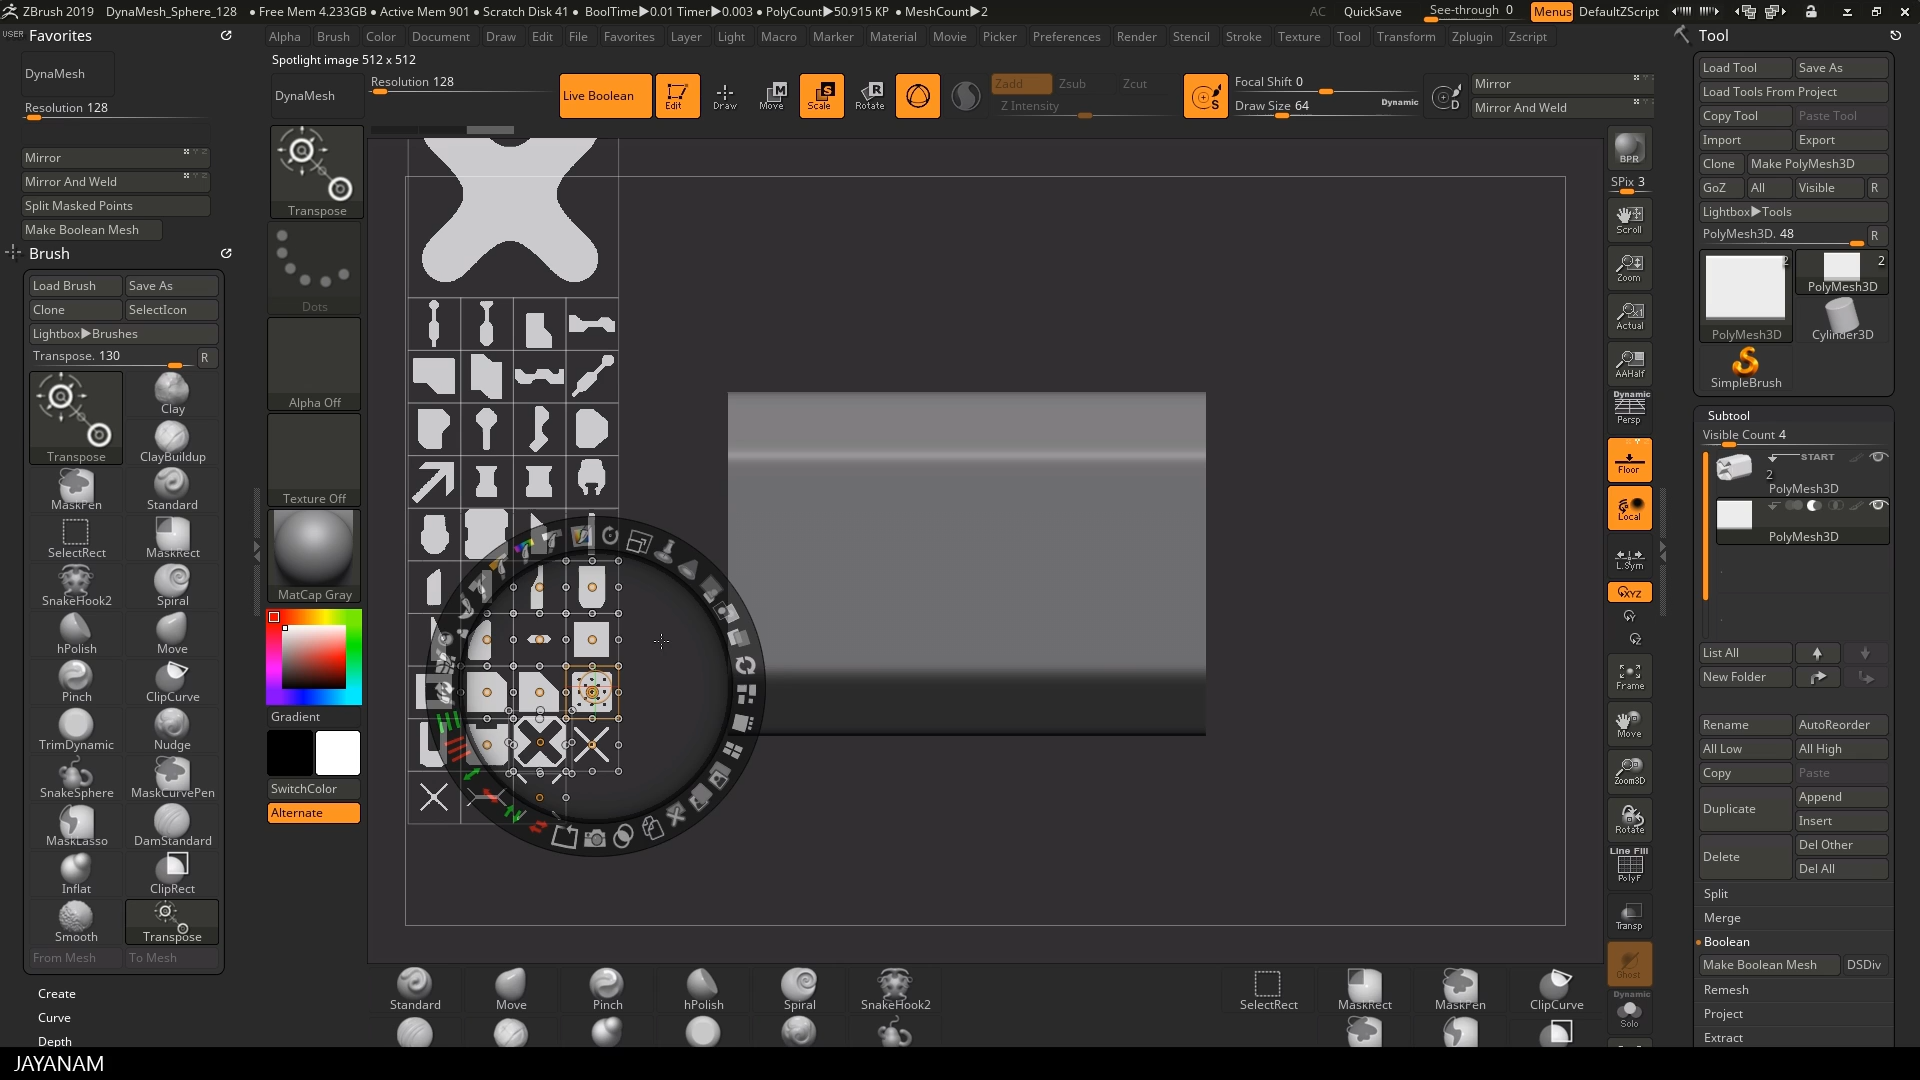 ZBrush 2019 DynaMesh_Sphere_128 • Free Mem 4.233GB • Active Mem 901 • Scratch Disk 41 • BoolTime▶0.01 Timer▶0.003 • PolyCount▶50.915 KP • MeshCount▶2 AC QuickSave See-through 0 Menus DefaultZScript
USER Favorites Alpha Brush Color Document Draw Edit File Favorites Layer Light Macro Marker Material Movie Picker Preferences Render Stencil Stroke Texture Tool Transform Zplugin Zscript Tool
Spotlight image 512 x 512
DynaMesh
Resolution 128
Mirror
Mirror And Weld
Split Masked Points
Make Boolean Mesh
Brush
Load Brush Save As
Clone SelectIcon
Lightbox▶Brushes
Transpose. 130 R
Transpose Clay
ClayBuildup
MaskPen Standard
SelectRect MaskRect
SnakeHook2 Spiral
hPolish Move
Pinch ClipCurve
TrimDynamic Nudge
SnakeSphere MaskCurvePen
MaskLasso DamStandard
Inflat ClipRect
Smooth Transpose
From Mesh To Mesh
Create
Curve
Depth
DynaMesh Resolution 128 Live Boolean Edit Draw Move Scale Rotate Zadd Zsub Zcut Focal Shift 0 Mirror
Z Intensity Draw Size 64 Dynamic Mirror And Weld
S D
Transpose
Dots
Alpha Off
Texture Off
MatCap Gray
Gradient
SwitchColor
Alternate
BPR
SPix 3
Scroll
Zoom
Actual
AAHalf
Dynamic
Persp
Floor
Local
L.Sym
XYZ
Frame
Move
Zoom3D
Rotate
Line Fill
PolyF
Transp
Ghost
Dynamic
Solo
Load Tool Save As
Load Tools From Project
Copy Tool Paste Tool
Import Export
Clone Make PolyMesh3D
GoZ All Visible R
Lightbox▶Tools
PolyMesh3D. 48 R
2 2
PolyMesh3D
PolyMesh3D Cylinder3D
SimpleBrush
Subtool
Visible Count 4
START
2
PolyMesh3D
PolyMesh3D
List All
New Folder
Rename AutoReorder
All Low All High
Copy Paste
Duplicate Append
Insert
Delete Del Other
Del All
Split
Merge
Boolean
Make Boolean Mesh DSDiv
Remesh
Project
Extract
Standard Move Pinch hPolish Spiral SnakeHook2 SelectRect MaskRect MaskPen ClipCurve
JAYANAM